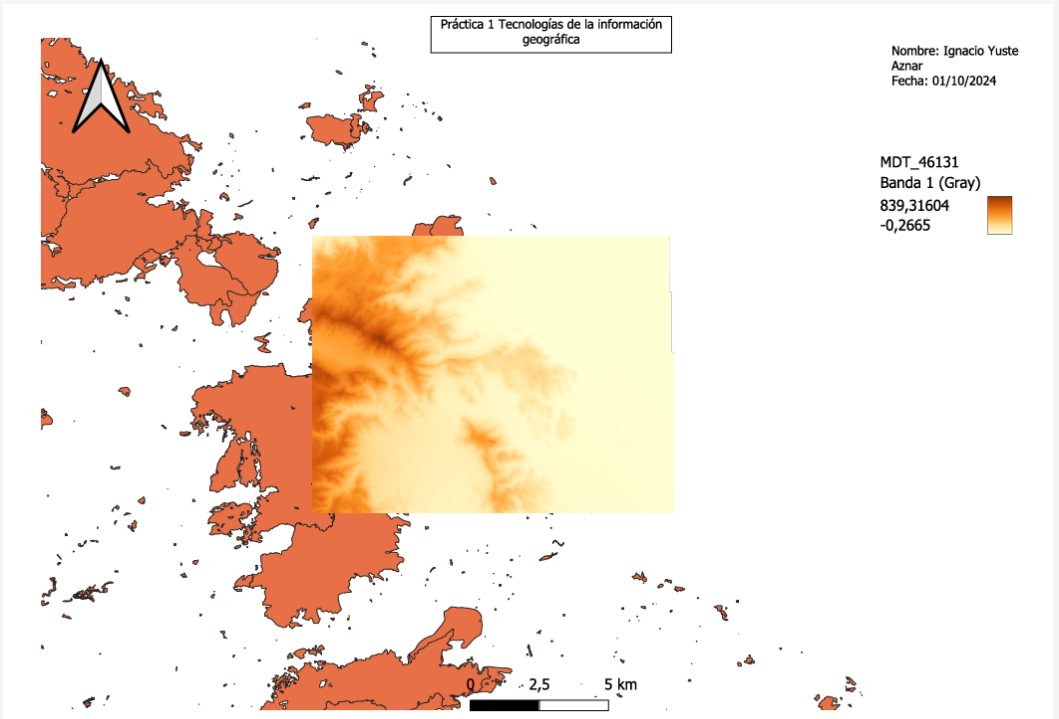 Práctica 1 Tecnologías de la información
geográfica
Nombre: Ignacio Yuste
Aznar
Fecha: 01/10/2024
MDT_46131
Banda 1 (Gray)
839,31604
-0,2665
0 2,5 5 km